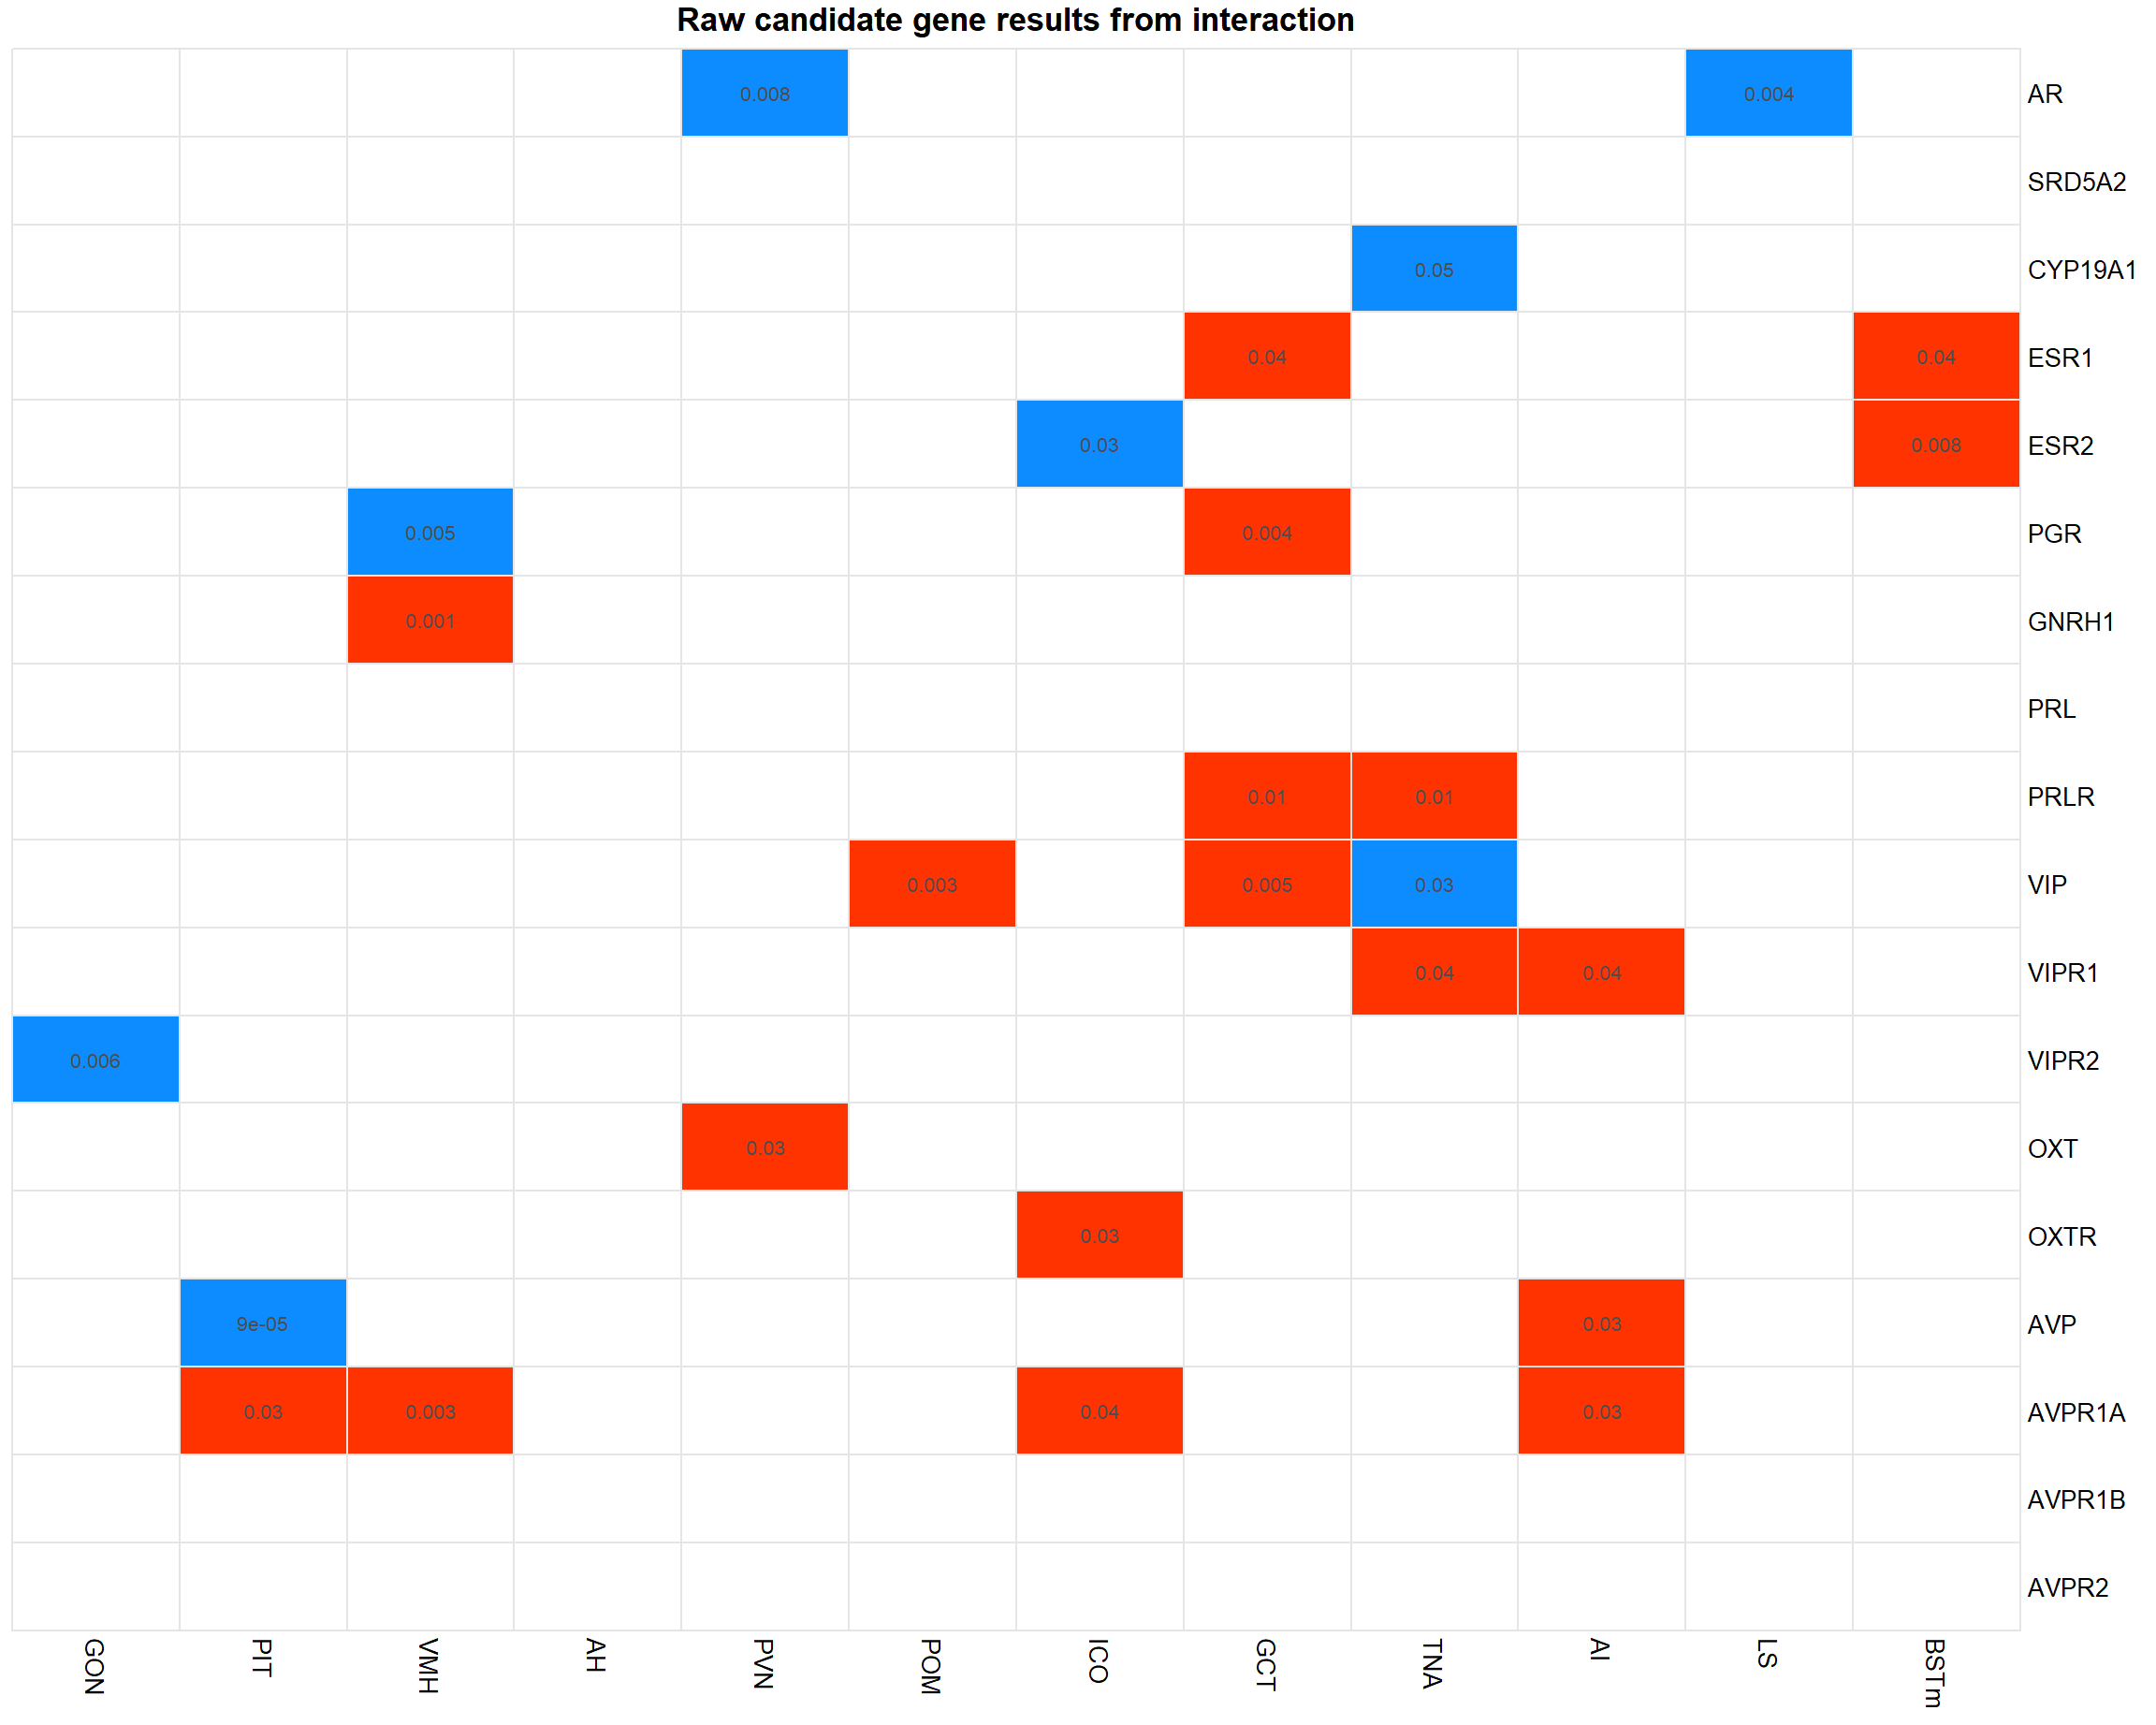 Raw candidate gene results from interaction
0.008 0.004 AR
SRD5A2
0.05 CYP19A1
0.04 0.04 ESR1
0.03 0.008 ESR2
0.005 0.004 PGR
0.001 GNRH1
PRL
0.01 0.01 PRLR
0.003 0.005 0.03 VIP
0.04 0.04 VIPR1
0.006 VIPR2
0.03 OXT
0.03 OXTR
9e-05 0.03 AVP
0.03 0.003 0.04 0.03 AVPR1A
AVPR1B
AVPR2
GON PIT VMH AH PVN POM ICO GCT TNA AI LS BSTm